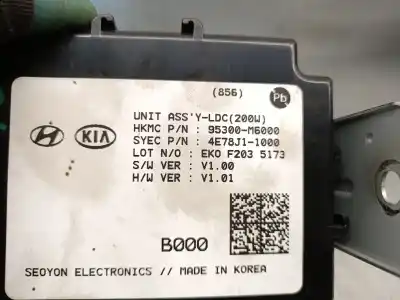 (856)
Pb
UNIT ASS'Y-LDC(200W)
HKMC P/N : 95300-M6000
SYEC P/N : 4E78J1-1000
LOT N/O : EKO F203 5173
S/W VER : V1.00
H/W VER : V1.01
KIA
B000
SEOYON ELECTRONICS // MADE IN KOREA